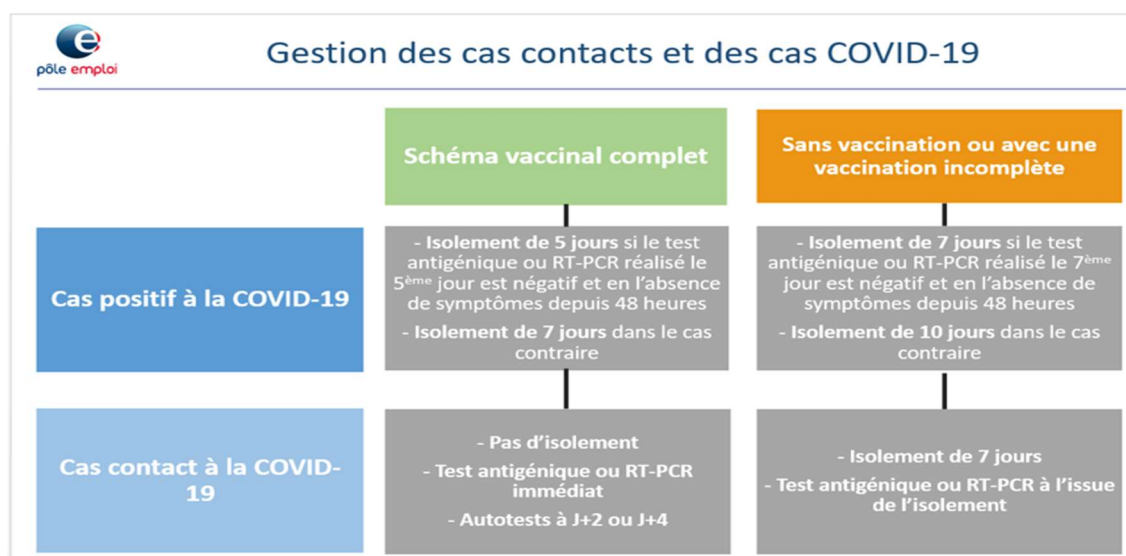 pôle emploi
Gestion des cas contacts et des cas COVID-19
Schéma vaccinal complet
Sans vaccination ou avec une
vaccination incomplète
Cas positif à la COVID-19
- Isolement de 5 jours si le test
antigénique ou RT-PCR réalisé le
5ème jour est négatif et en l'absence
de symptômes depuis 48 heures
- Isolement de 7 jours dans le cas
contraire
- Isolement de 7 jours si le test
antigénique ou RT-PCR réalisé le 7ème
jour est négatif et en l'absence de
symptômes depuis 48 heures
- Isolement de 10 jours dans le cas
contraire
Cas contact à la COVID-
19
- Pas d'isolement
- Test antigénique ou RT-PCR
immédiat
- Autotests à J+2 ou J+4
- Isolement de 7 jours
- Test antigénique ou RT-PCR à l'issue
de l'isolement